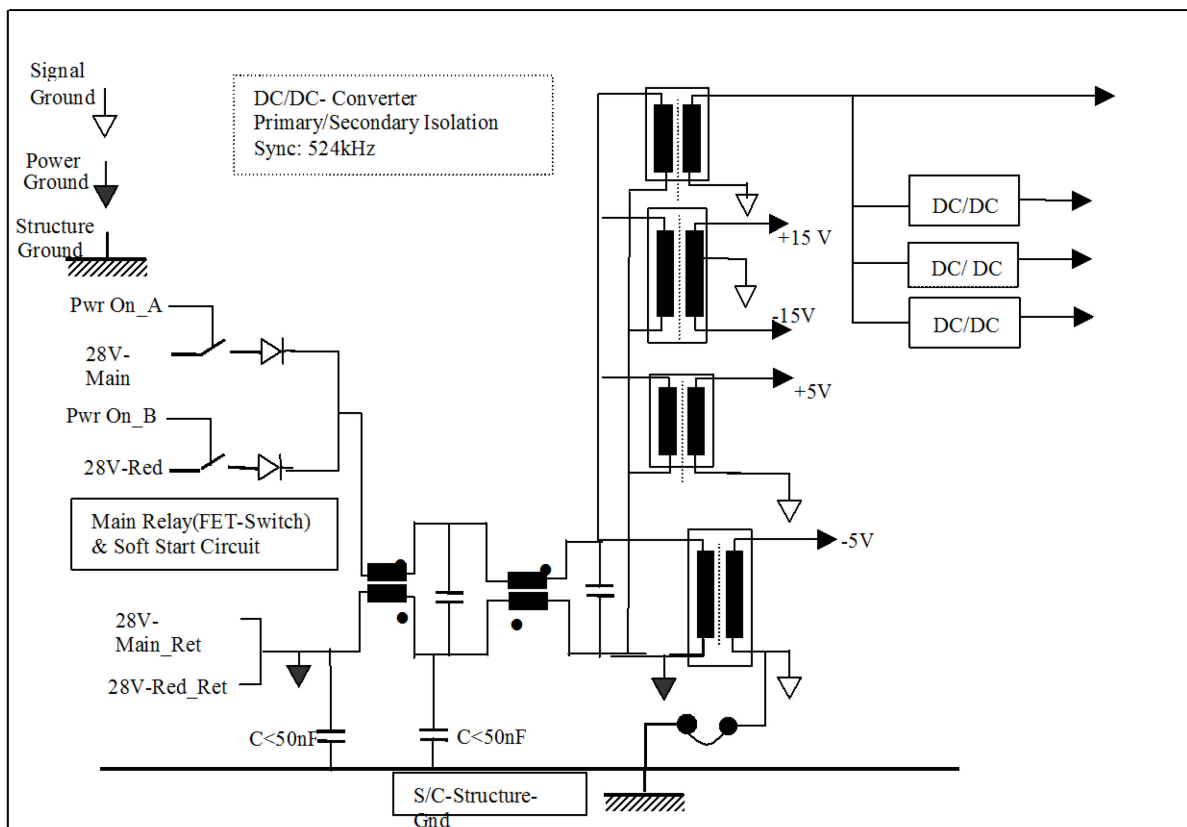 Signal
Ground
Power
Ground
Structure
Ground
DC/DC- Converter
Primary/Secondary Isolation
Sync: 524kHz
Pwr On_A
28V-
Main
Pwr On_B
28V-Red
Main Relay(FET-Switch)
& Soft Start Circuit
28V-
Main_Ret
28V-Red_Ret
C<50nF
C<50nF
S/C-Structure-
Gnd
+15 V
-15V
+5V
-5V
DC/DC
DC/ DC
DC/DC